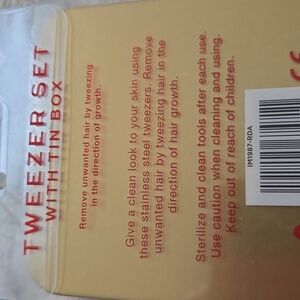 TWEEZER SET
WITH TIN BOX
Remove unwanted hair by tweezing
in the direction of growth.
Give a clean look to your skin using
these stainless steel tweezers. Remove
unwanted hair by tweezing hair in the
direction of hair growth.
Sterilize and clean tools after each use.
Use caution when cleaning and using.
Keep out of reach of children.
IM1987-RDA